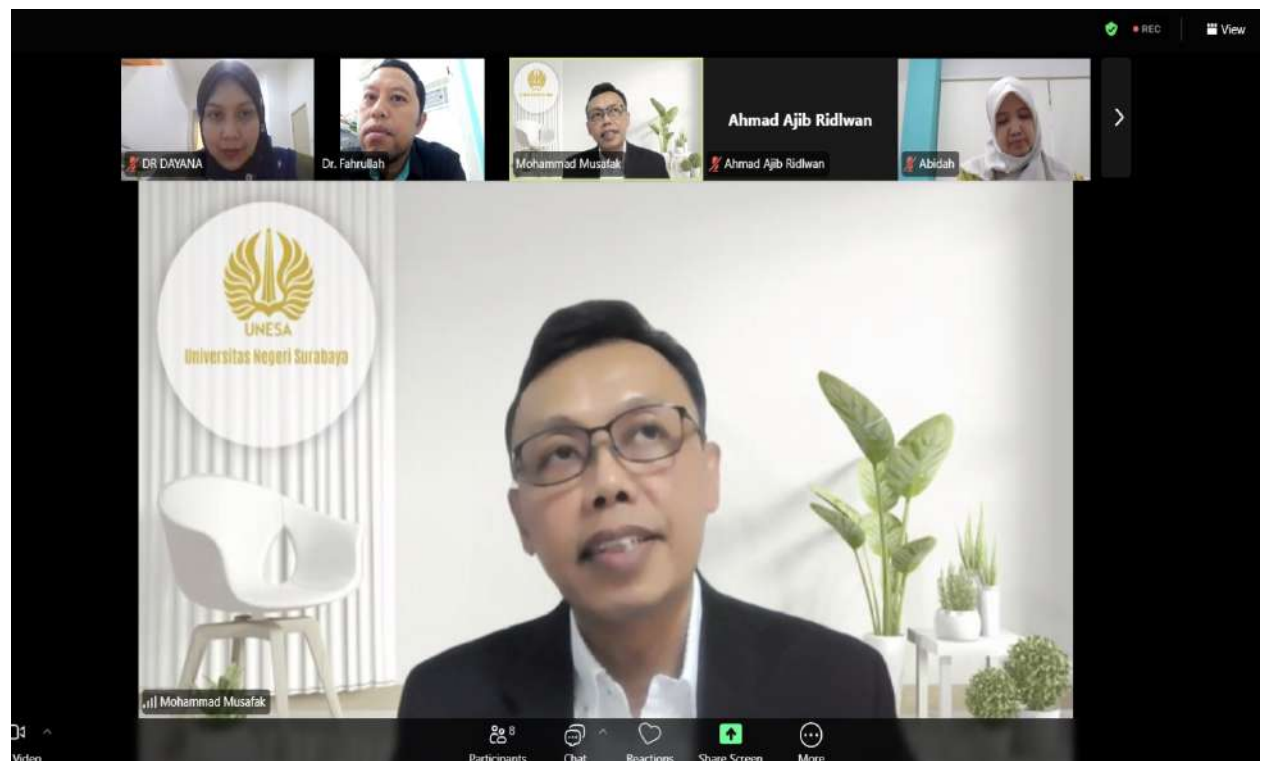 REC
View
DR DAYANA
Dr. Fahrullah
Mohammad Musafak
Ahmad Ajib Ridlwan
Ahmad Ajib Ridlwan
Abidah
UNESA
Universitas Negeri Surabaya
Mohammad Musafak
8
Video
Participants
Chat
Reactions
Share Screen
More